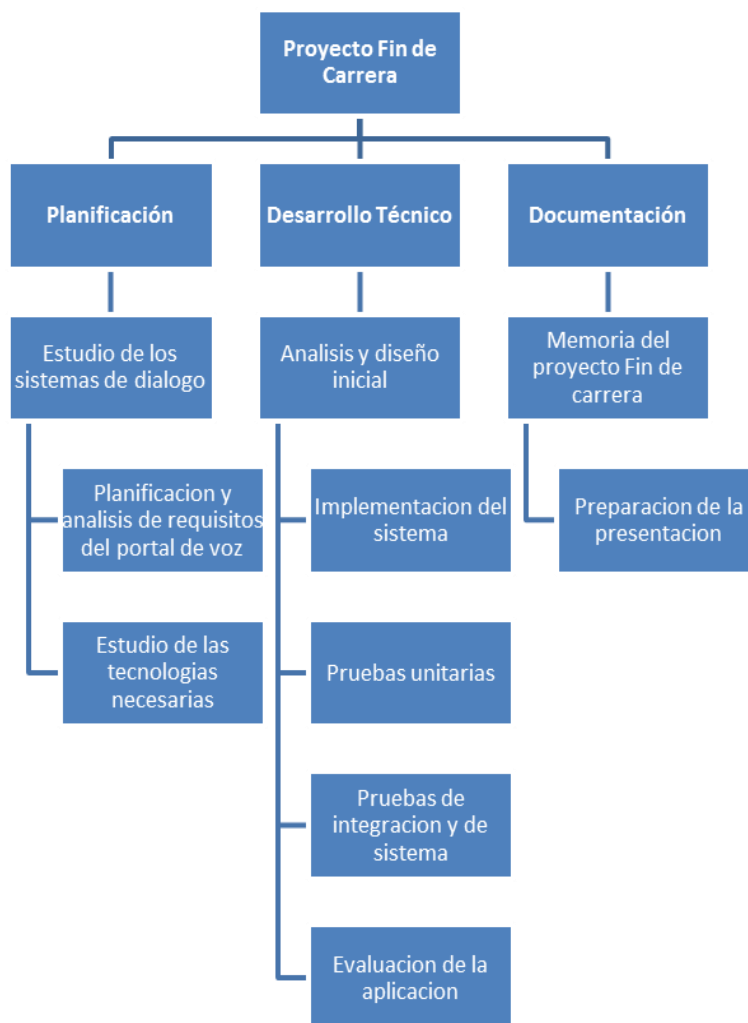 Proyecto Fin de
Carrera
Planificación
Desarrollo Técnico
Documentación
Estudio de los
sistemas de dialogo
Analisis y diseño
inicial
Memoria del
proyecto Fin de
carrera
Planificacion y
analisis de requisitos
del portal de voz
Implementacion del
sistema
Preparacion de la
presentacion
Estudio de las
tecnologias
necesarias
Pruebas unitarias
Pruebas de
integracion y de
sistema
Evaluacion de la
aplicacion